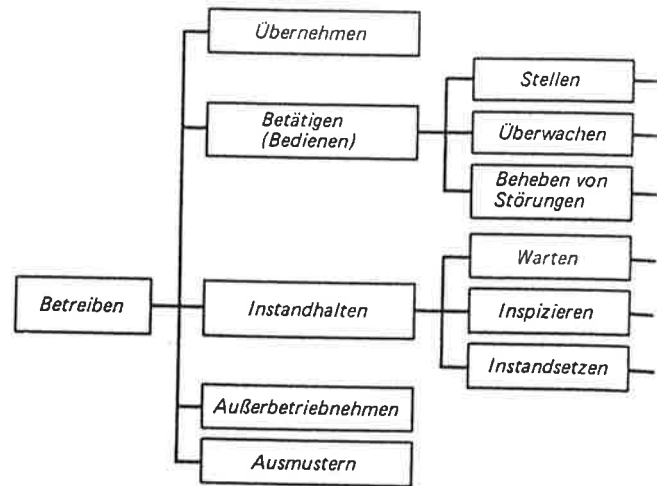 Übernehmen
Betätigen
(Bedienen)
Stellen
Überwachen
Beheben von
Störungen
Betreiben
Instandhalten
Warten
Inspizieren
Instandsetzen
Außerbetriebnehmen
Ausmustern